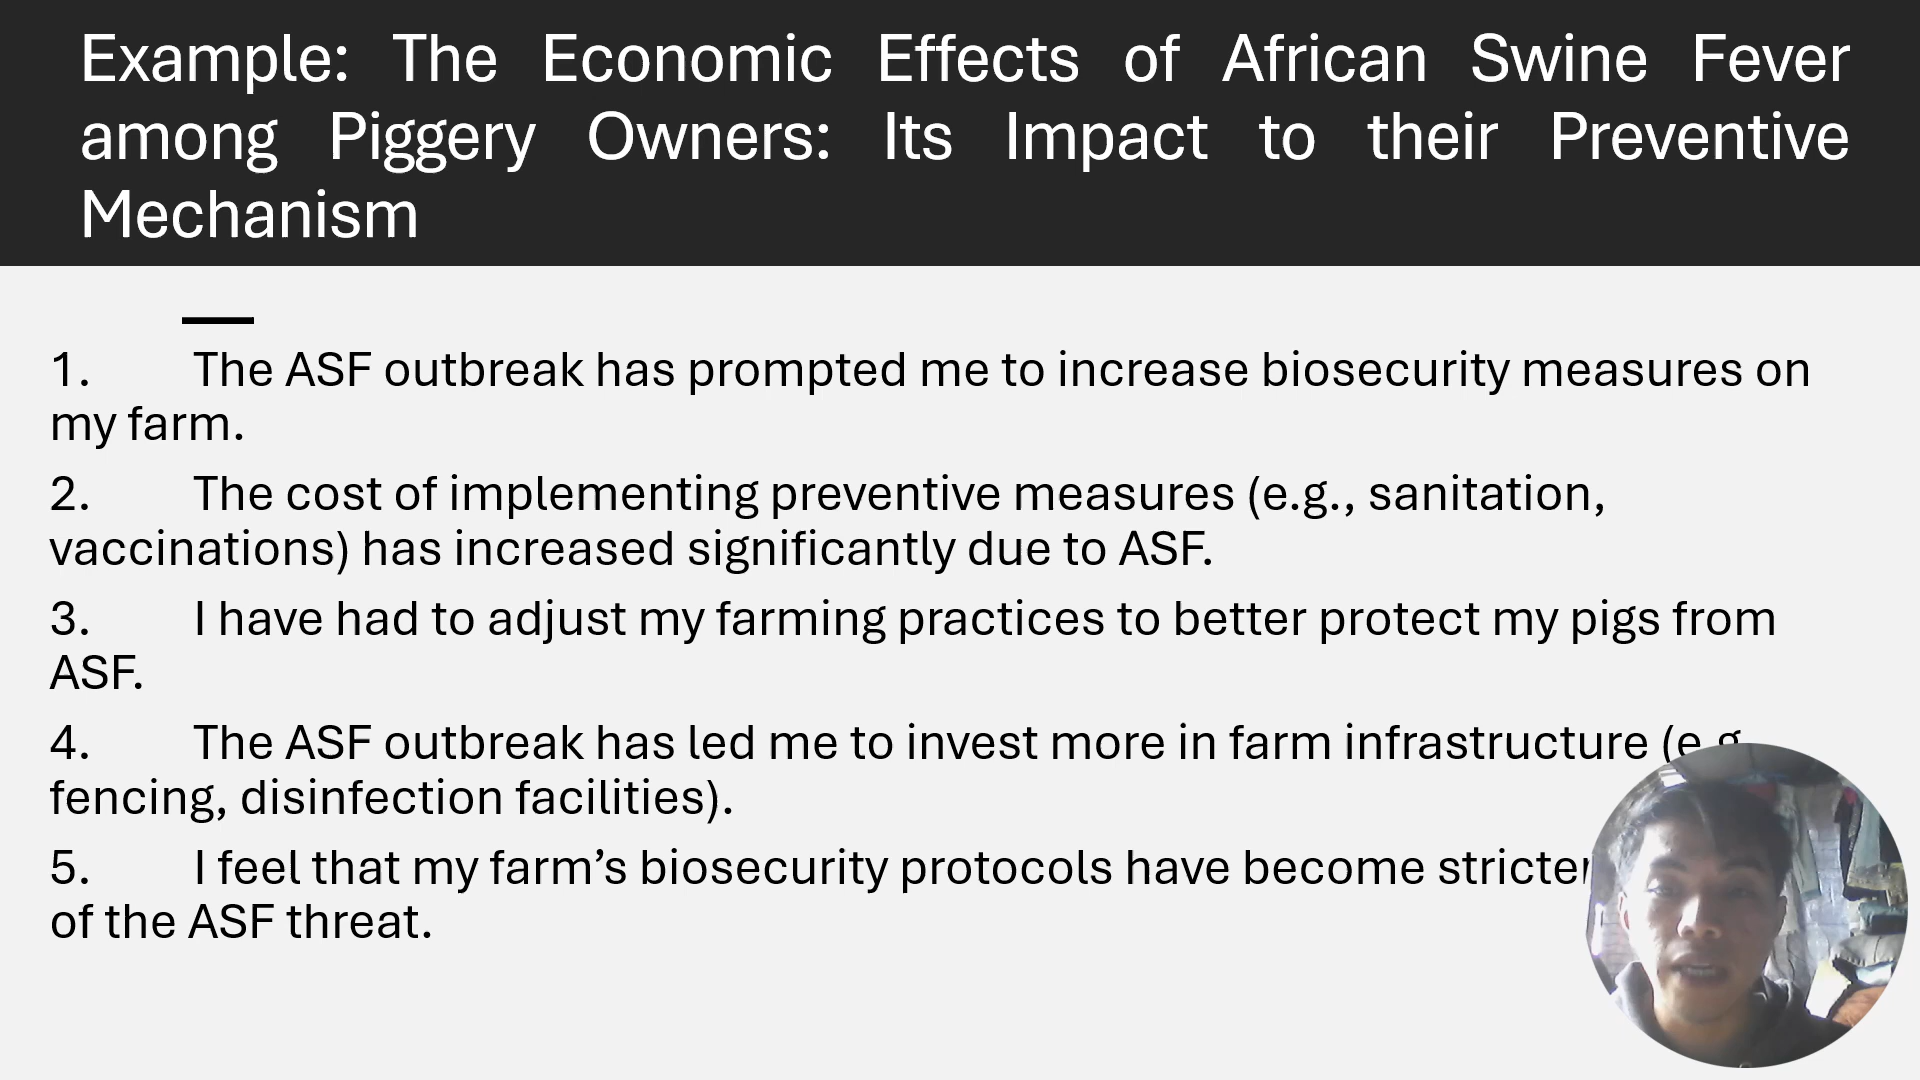 Example: The Economic Effects of African Swine Fever
among Piggery Owners: Its Impact to their Preventive
Mechanism
1. The ASF outbreak has prompted me to increase biosecurity measures on
my farm.
2. The cost of implementing preventive measures (e.g., sanitation,
vaccinations) has increased significantly due to ASF.
3. I have had to adjust my farming practices to better protect my pigs from
ASF.
4. The ASF outbreak has led me to invest more in farm infrastructure (e.g.
fencing, disinfection facilities).
5. I feel that my farm’s biosecurity protocols have become stricter
of the ASF threat.